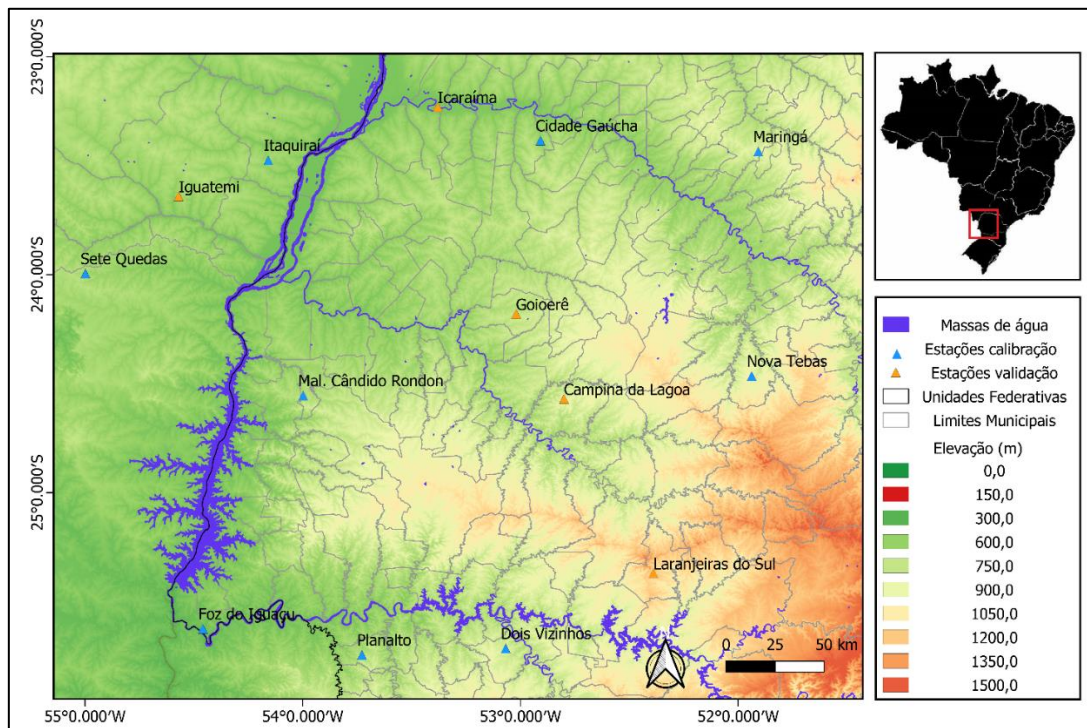 23°0.000'S
24°0.000'S
25°0.000'S
Icaraíma
Cidade Gaúcha
Maringá
Itaquiraí
Iguatemi
Sete Quedas
Goioerê
Nova Tebas
Mal. Cândido Rondon
Campina da Lagoa
Laranjeiras do Sul
Foz do Iguaçu
Planalto
Dois Vizinhos
0 25 50 km
55°0.000'W 54°0.000'W 53°0.000'W 52°0.000'W
Massas de água
Estações calibração
Estações validação
Unidades Federativas
Limites Municipais
Elevação (m)
0,0
150,0
300,0
600,0
750,0
900,0
1050,0
1200,0
1350,0
1500,0